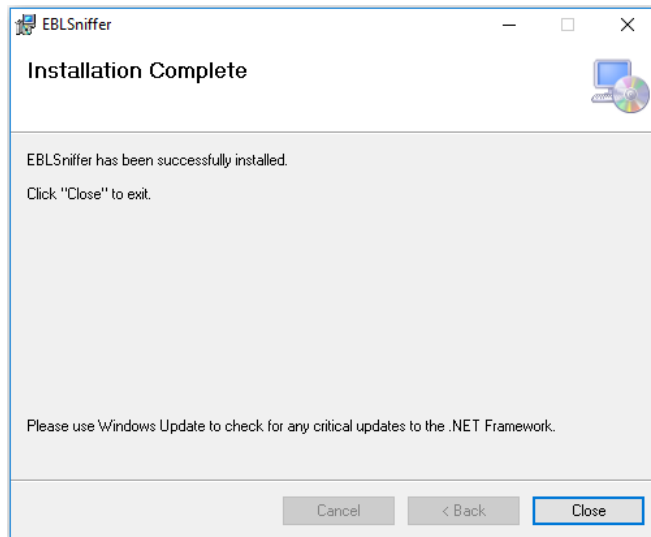 EBLSniffer
Installation Complete
EBLSniffer has been successfully installed.
Click "Close" to exit.
Please use Windows Update to check for any critical updates to the .NET Framework.
Cancel
< Back
Close